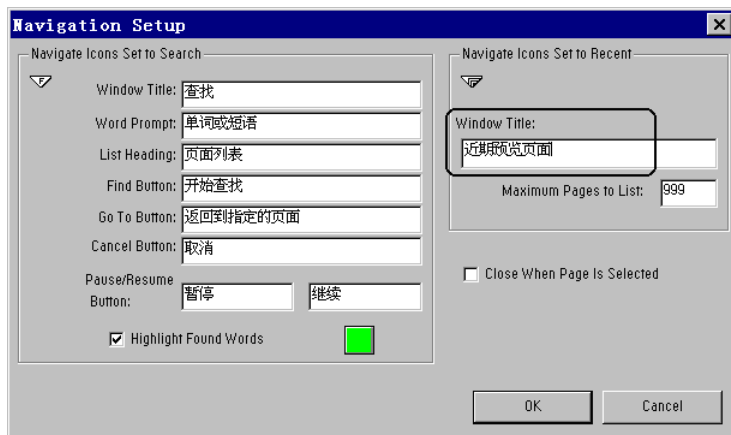 Navigation Setup
Navigate Icons Set to Search
Window Title: 查找
Word Prompt: 单词或短语
List Heading: 页面列表
Find Button: 开始查找
Go To Button: 返回到指定的页面
Cancel Button: 取消
Pause/Resume
Button: 暂停 继续
Highlight Found Words
Navigate Icons Set to Recent
Window Title:
近期预览页面
Maximum Pages to List: 999
Close When Page Is Selected
OK Cancel